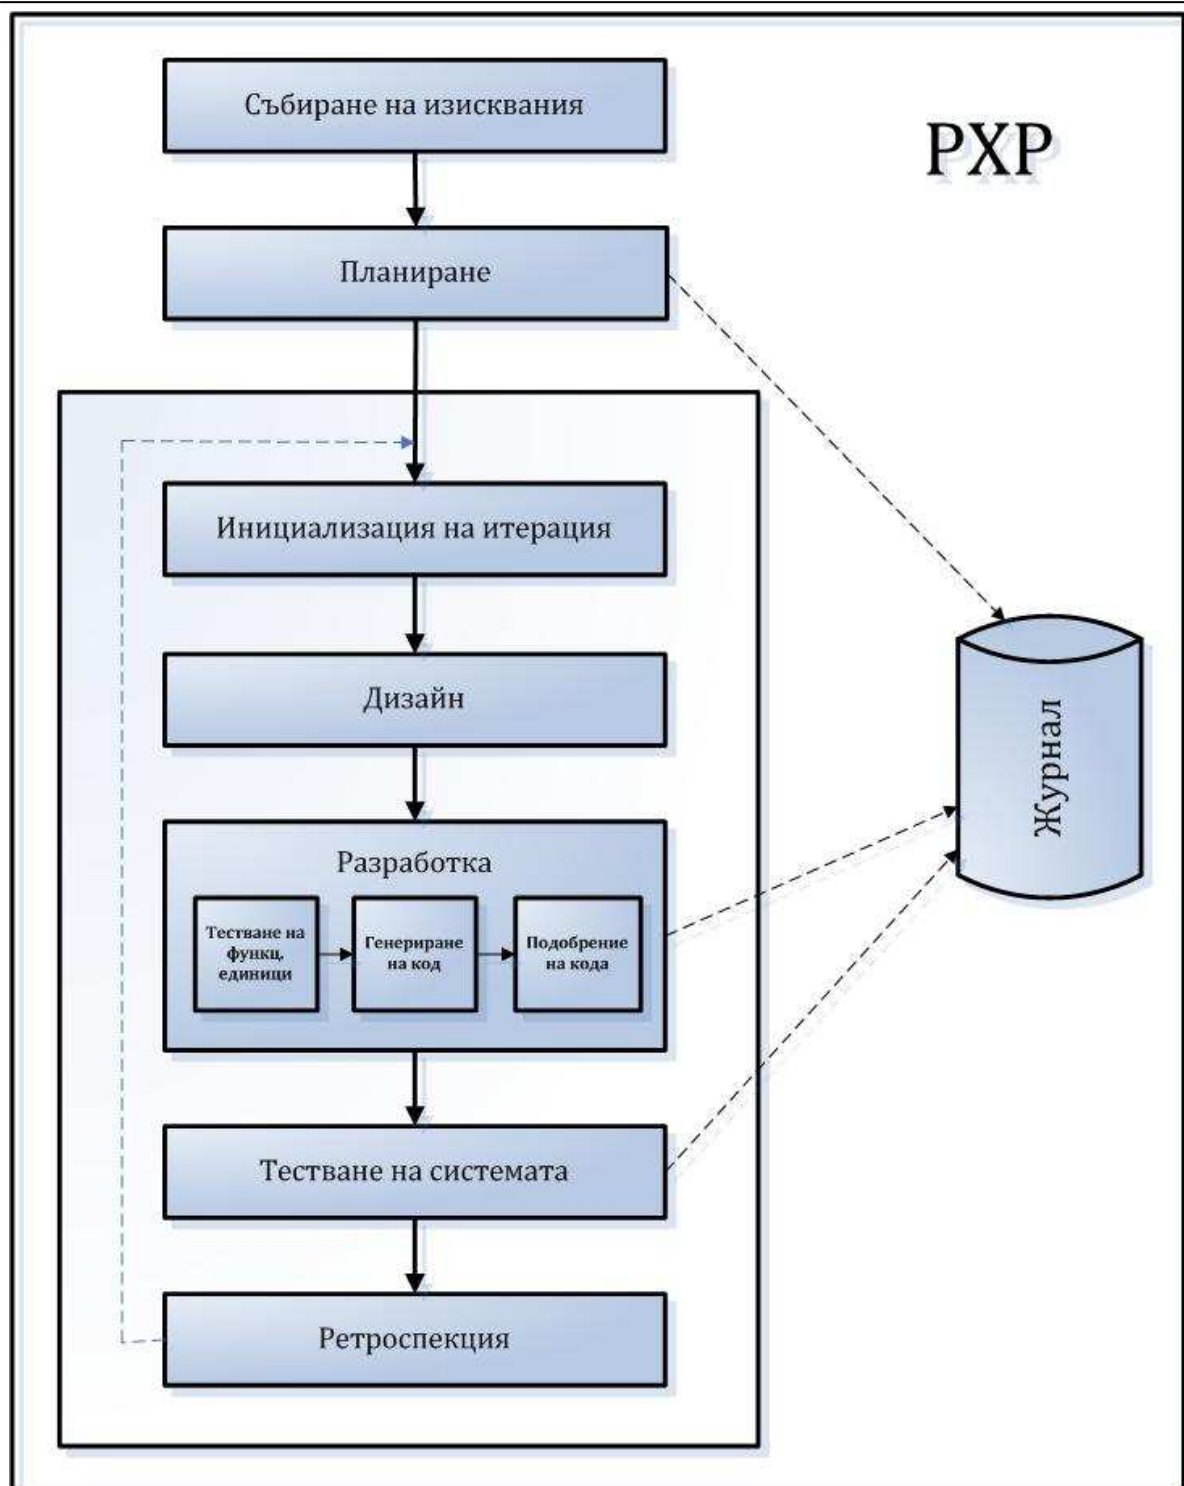 Събиране на изисквания
PXP
Планиране
Инициализация на итерация
Дизайн
Журнал
Разработка
Тестване на
функц.
единици
Генериране
на код
Подобрение
на кода
Тестване на системата
Ретроспекция